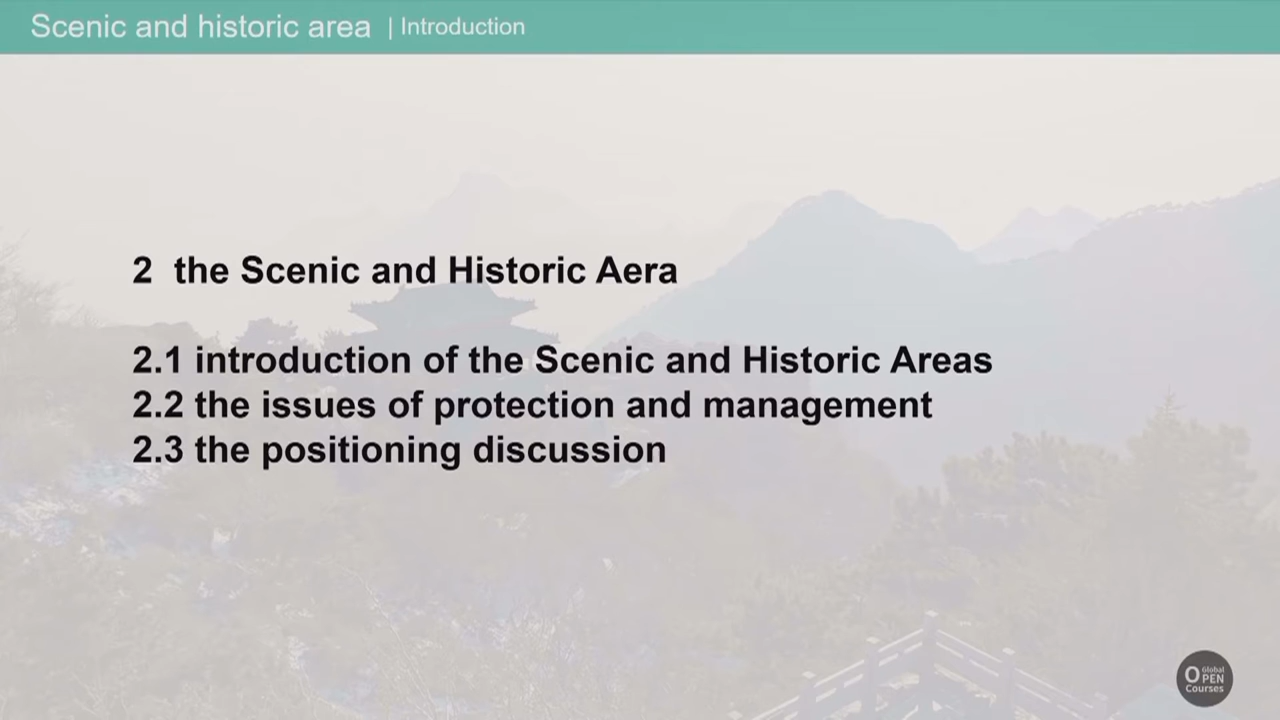 Scenic and historic area | Introduction
2 the Scenic and Historic Aera
2.1 introduction of the Scenic and Historic Areas
2.2 the issues of protection and management
2.3 the positioning discussion
Global
OPEN
Courses